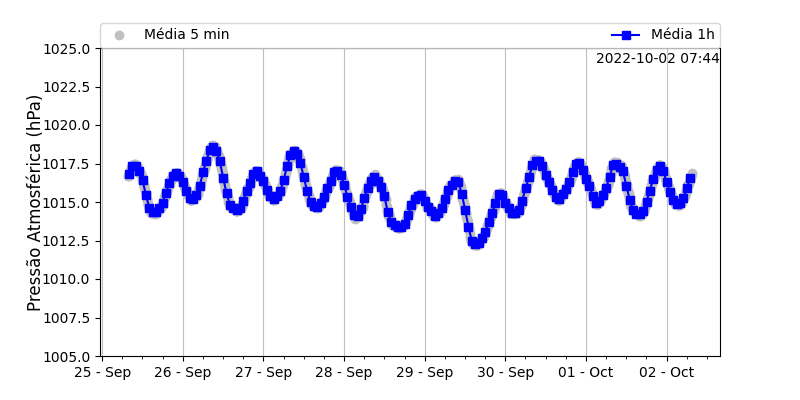 Média 5 min
Média 1h
2022-10-02 07:44
Pressão Atmosférica (hPa)
1025.0
1022.5
1020.0
1017.5
1015.0
1012.5
1010.0
1007.5
1005.0
25 - Sep
26 - Sep
27 - Sep
28 - Sep
29 - Sep
30 - Sep
01 - Oct
02 - Oct